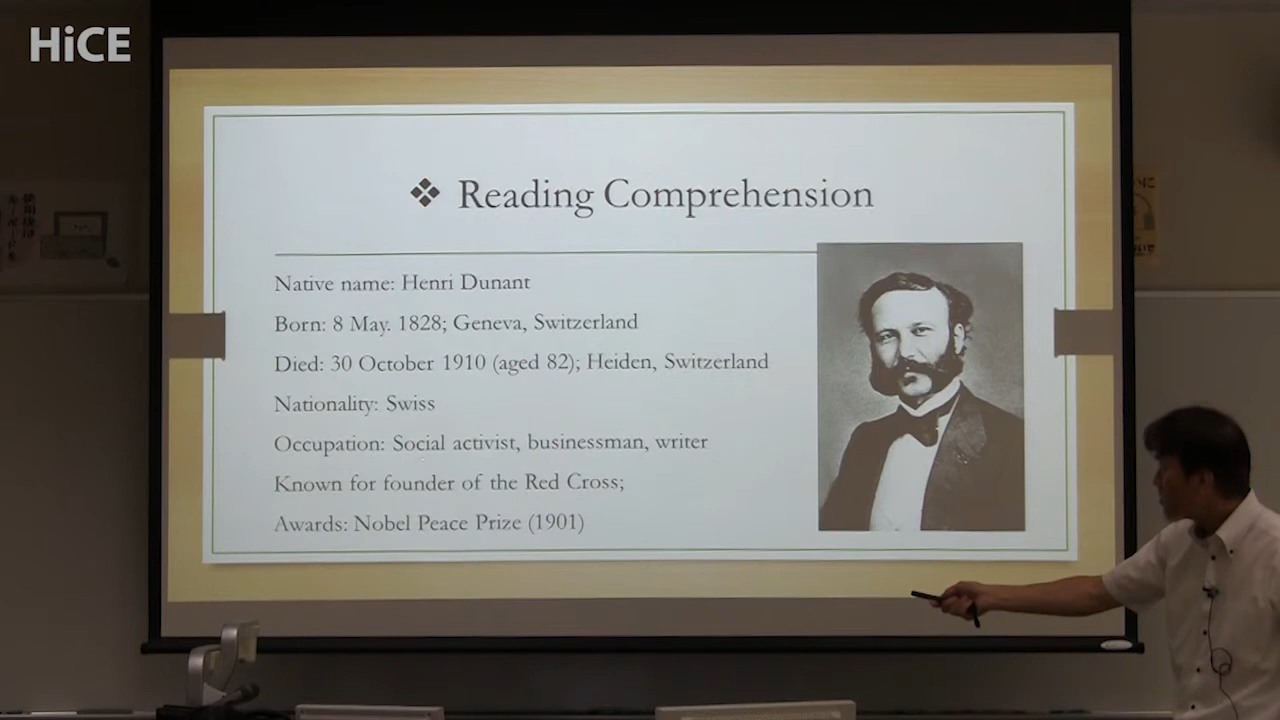 HiCE
❖ Reading Comprehension
Native name: Henri Dunant
Born: 8 May. 1828; Geneva, Switzerland
Died: 30 October 1910 (aged 82); Heiden, Switzerland
Nationality: Swiss
Occupation: Social activist, businessman, writer
Known for founder of the Red Cross;
Awards: Nobel Peace Prize (1901)